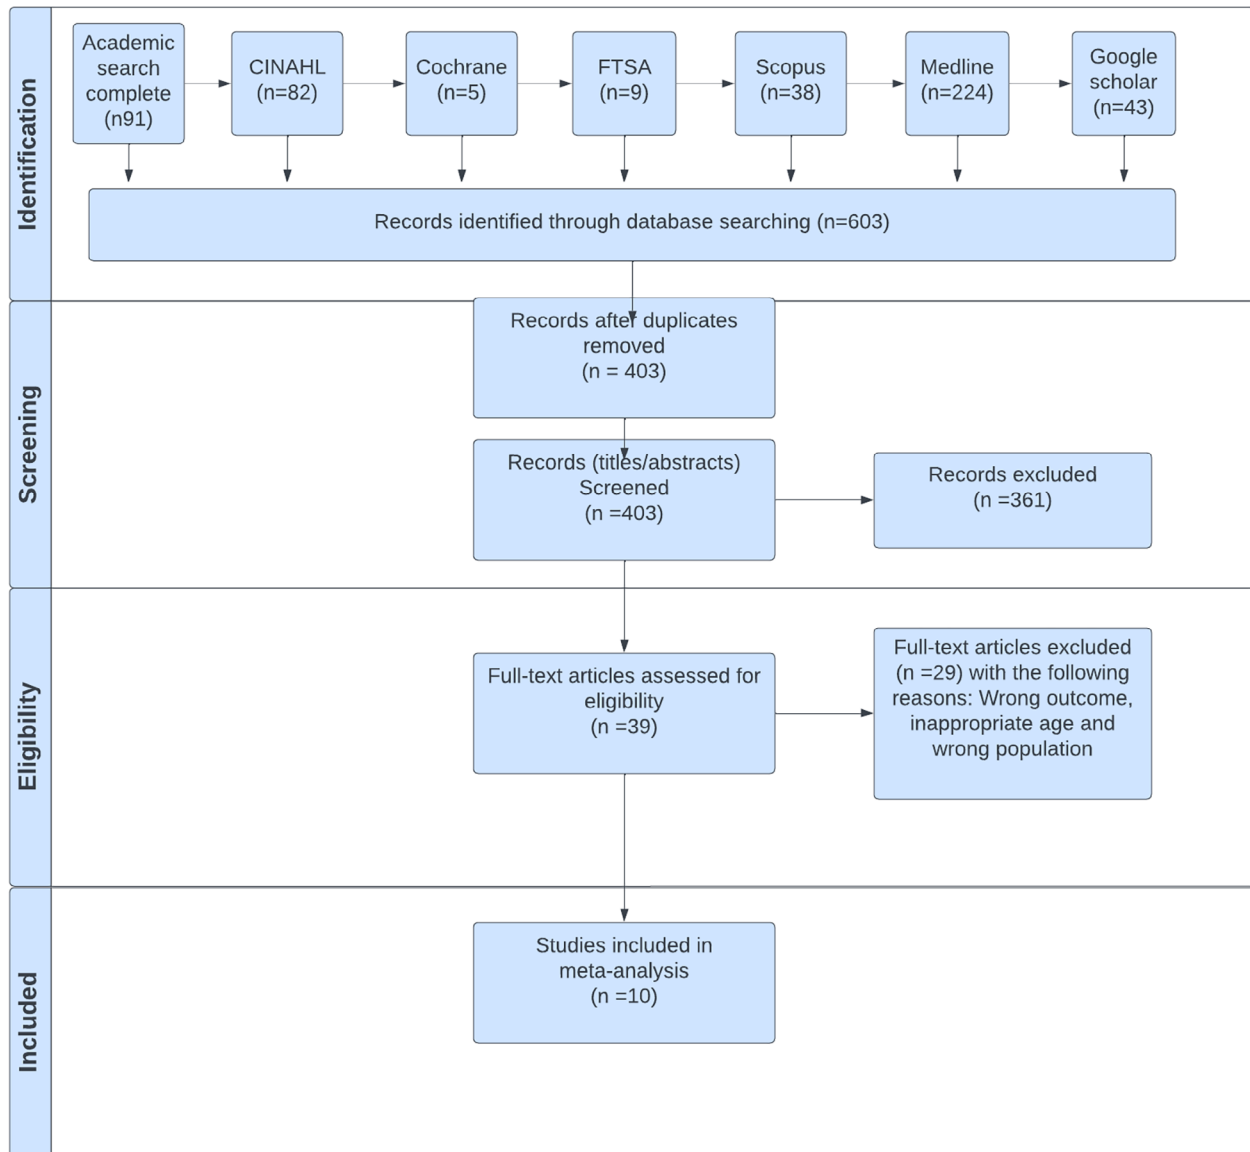 Identification
Academic
search
complete
(n91)
CINAHL
(n=82)
Cochrane
(n=5)
FTSA
(n=9)
Scopus
(n=38)
Medline
(n=224)
Google
scholar
(n=43)
Records identified through database searching (n=603)
Screening
Records after duplicates
removed
(n = 403)
Records (titles/abstracts)
Screened
(n =403)
Records excluded
(n =361)
Eligibility
Full-text articles assessed for
eligibility
(n =39)
Full-text articles excluded
(n =29) with the following
reasons: Wrong outcome,
inappropriate age and
wrong population
Included
Studies included in
meta-analysis
(n =10)